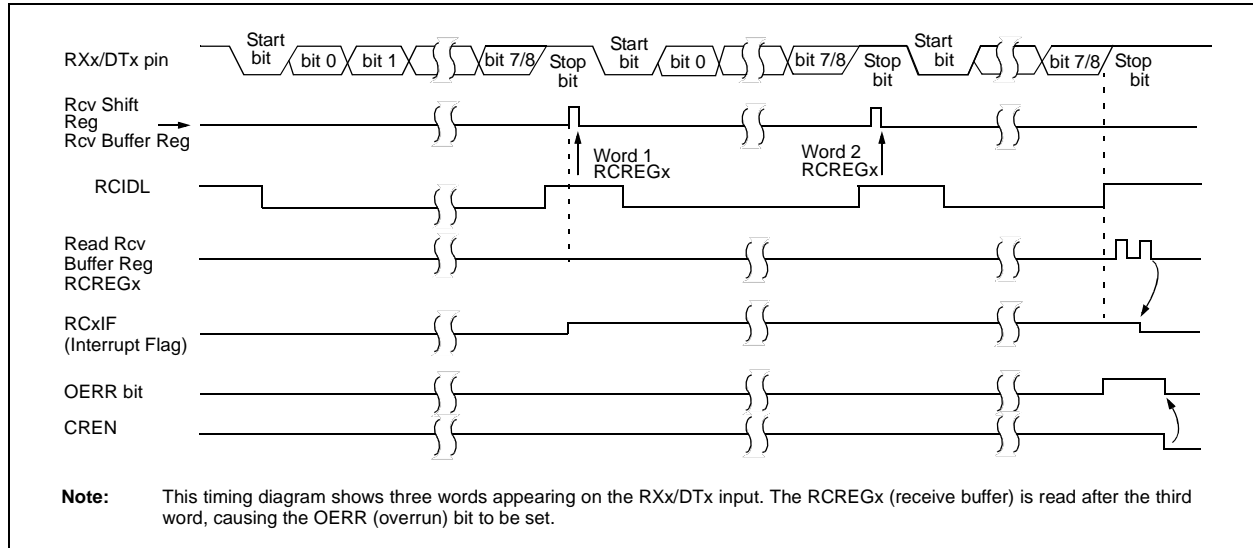 RXx/DTx pin
Start
bit
bit 0
bit 1
bit 7/8
Stop
bit
Start
bit
bit 0
bit 7/8
Stop
bit
Start
bit
bit 7/8
Stop
bit
Rcv Shift
Reg
Rcv Buffer Reg
Word 1
RCREGx
Word 2
RCREGx
RCIDL
Read Rcv
Buffer Reg
RCREGx
RCxIF
(Interrupt Flag)
OERR bit
CREN
Note: This timing diagram shows three words appearing on the RXx/DTx input. The RCREGx (receive buffer) is read after the third
word, causing the OERR (overrun) bit to be set.